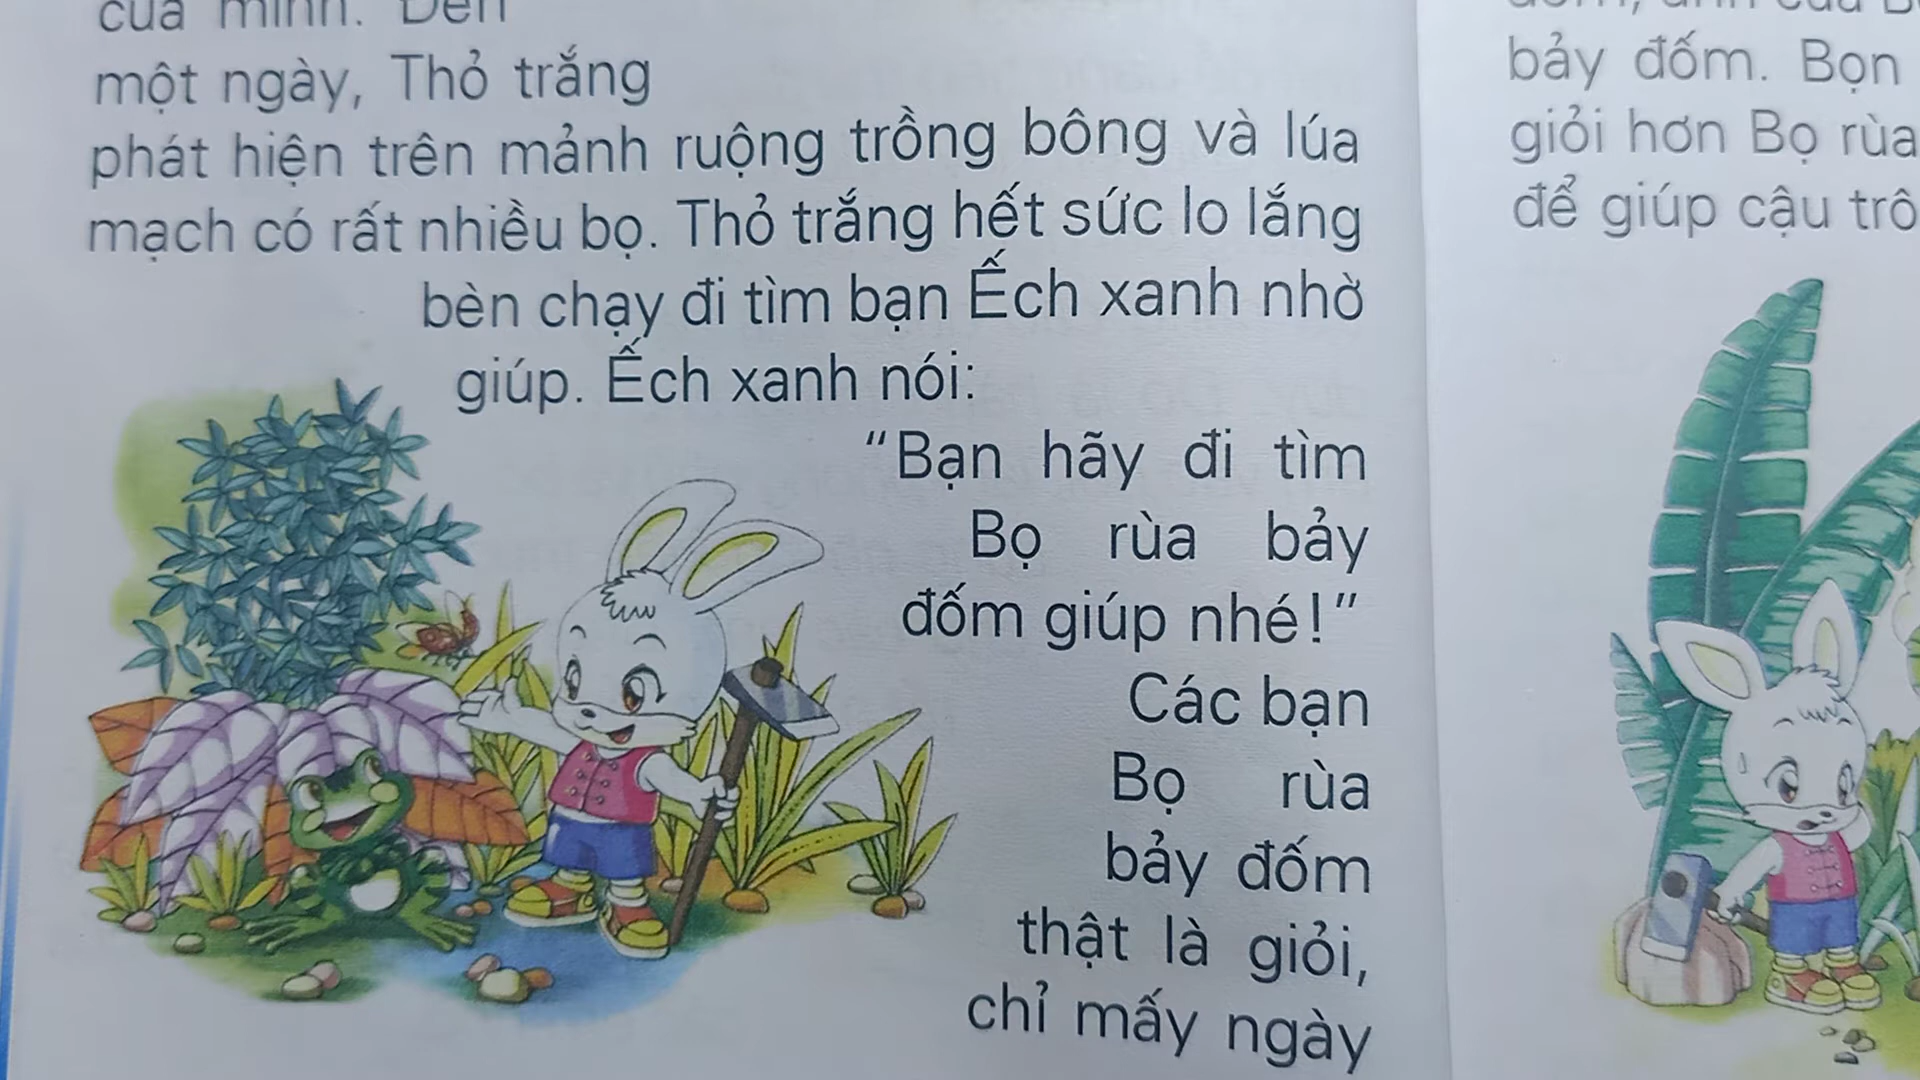 của mình. Đến
một ngày, Thỏ trắng
phát hiện trên mảnh ruộng trồng bông và lúa
mạch có rất nhiều bọ. Thỏ trắng hết sức lo lắng
bèn chạy đi tìm bạn Ếch xanh nhờ
giúp. Ếch xanh nói:
“Bạn hãy đi tìm
Bọ rùa bảy
đốm giúp nhé!”
Các bạn
Bọ rùa
bảy đốm
thật là giỏi,
chỉ mấy ngày
bảy đốm. Bọn
giỏi hơn Bọ rùa
để giúp cậu